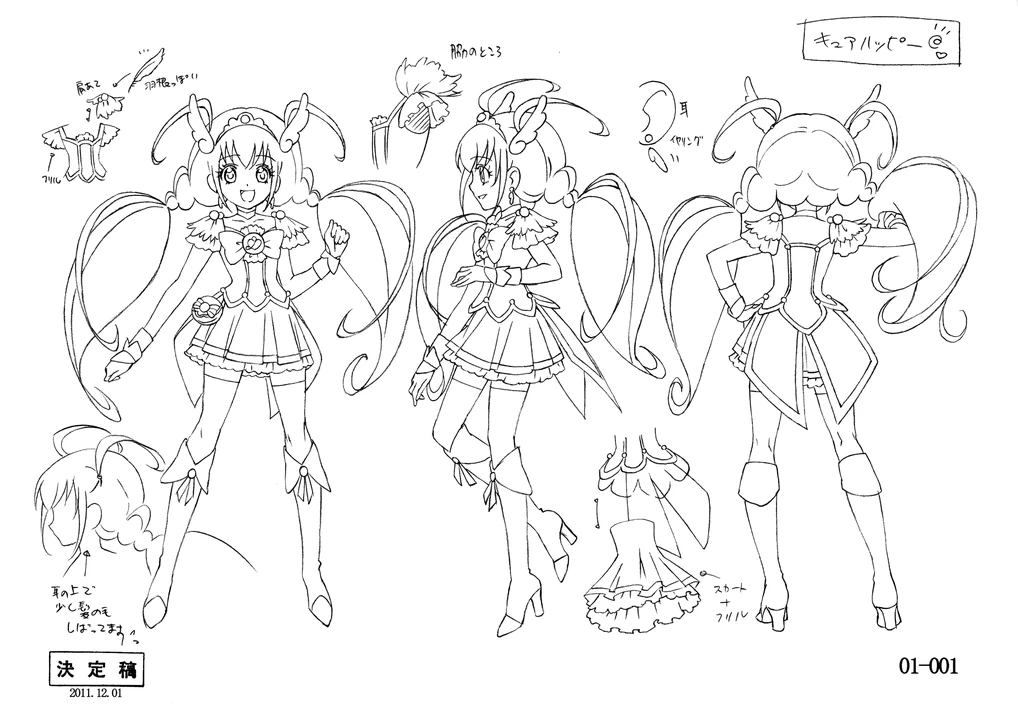 キュアハッピー
肩あて
羽根っぽい
フリル
脇のところ
耳
イヤリング
耳の上で
少し髪の毛
しばってます
スカート
+
フリル
決定稿
2011.12.01
01-001